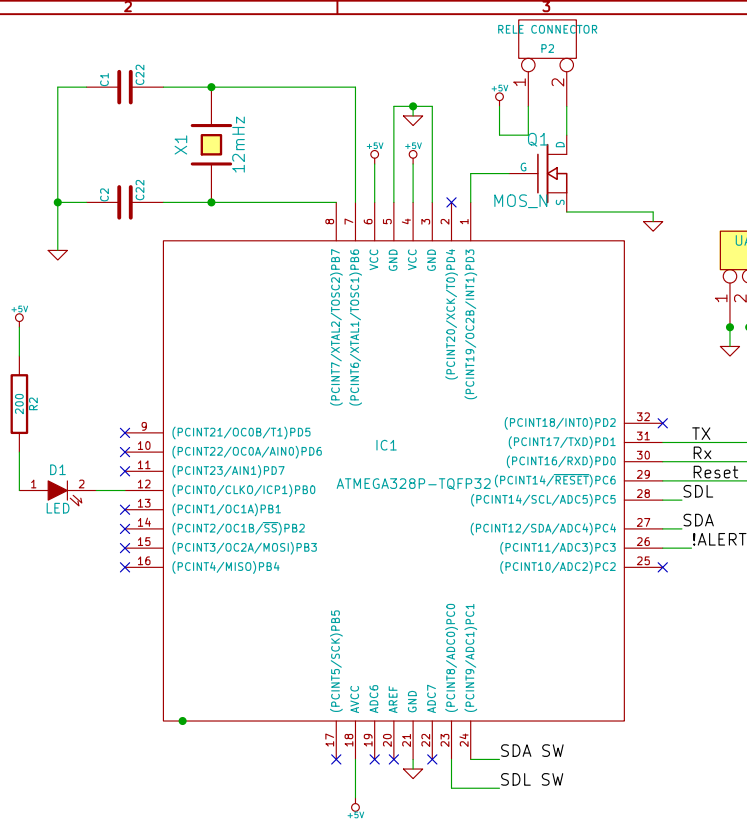 2
3
RELE CONNECTOR
P2
1
2
+5V
C1
C22
X1
12mHz
C2
C22
+5V
+5V
Q1
D
G
S
MOS_N
8
7
6
5
4
3
2
1
(PCINT7/XTAL2/TOSC2)PB7
(PCINT6/XTAL1/TOSC1)PB6
VCC
GND
VCC
GND
(PCINT20/XCK/T0)PD4
(PCINT19/OC2B/INT1)PD3
UA
1
2
+5V
200
R2
D1
1
2
LED
9 (PCINT21/OC0B/T1)PD5
10 (PCINT22/OC0A/AIN0)PD6
11 (PCINT23/AIN1)PD7
12 (PCINT0/CLKO/ICP1)PB0
13 (PCINT1/OC1A)PB1
14 (PCINT2/OC1B/SS)PB2
15 (PCINT3/OC2A/MOSI)PB3
16 (PCINT4/MISO)PB4
IC1
ATMEGA328P-TQFP32
(PCINT18/INT0)PD2 32
(PCINT17/TXD)PD1 31 TX
(PCINT16/RXD)PD0 30 Rx
(PCINT14/RESET)PC6 29 Reset
(PCINT14/SCL/ADC5)PC5 28 SDL
(PCINT12/SDA/ADC4)PC4 27 SDA
(PCINT11/ADC3)PC3 26 !ALERT
(PCINT10/ADC2)PC2 25
(PCINT5/SCK)PB5
AVCC
ADC6
AREF
GND
ADC7
(PCINT8/ADC0)PC0
(PCINT9/ADC1)PC1
17
18
19
20
21
22
23
24
SDA SW
SDL SW
+5V